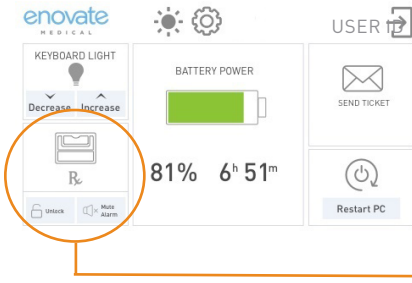 enovate
MEDICAL
USER ID
KEYBOARD LIGHT
Decrease Increase
BATTERY POWER
81% 6h 51m
SEND TICKET
Rx
Unlock
Mute
Alarm
Restart PC